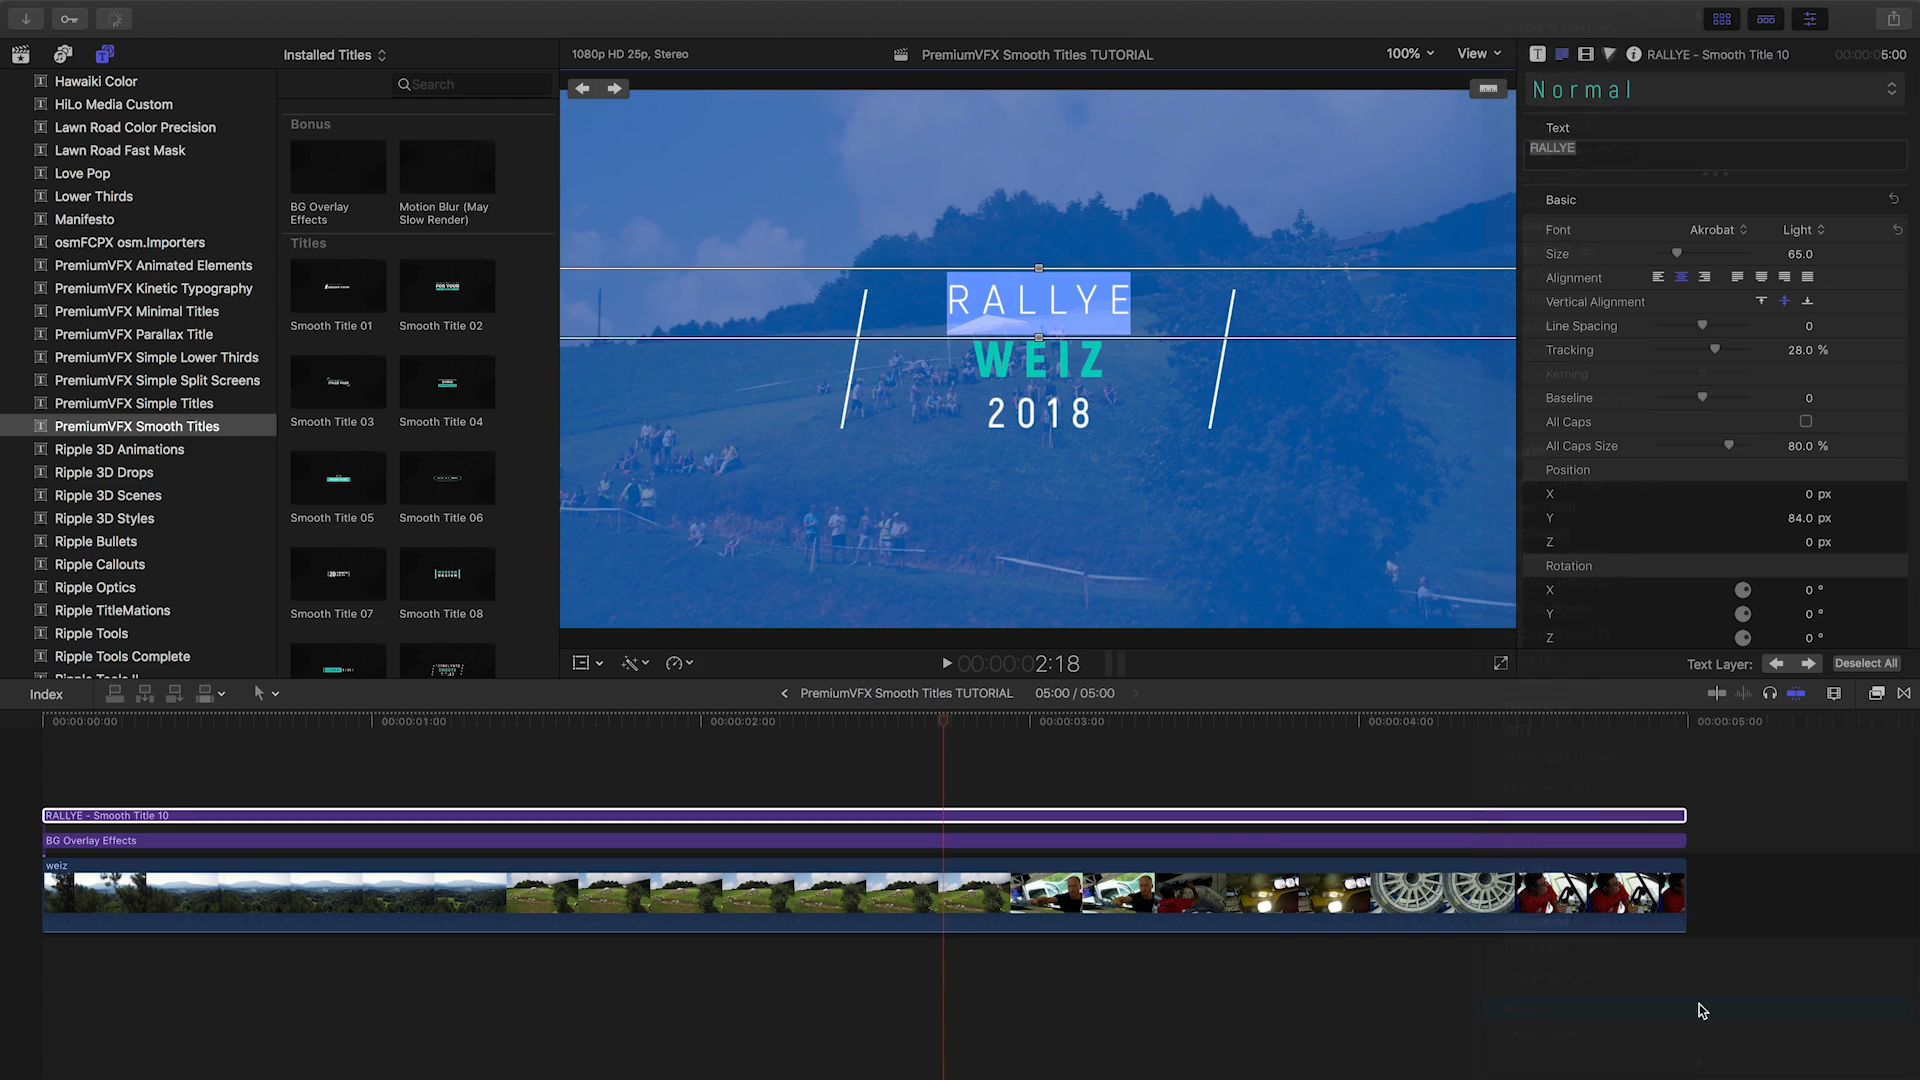 Installed Titles
1080p HD 25p, Stereo
PremiumVFX Smooth Titles TUTORIAL
100%
View
RALLYE - Smooth Title 10
00:00:05:00
Hawaiki Color
HiLo Media Custom
Lawn Road Color Precision
Lawn Road Fast Mask
Love Pop
Lower Thirds
Manifesto
osmFCPX osm.Importers
PremiumVFX Animated Elements
PremiumVFX Kinetic Typography
PremiumVFX Minimal Titles
PremiumVFX Parallax Title
PremiumVFX Simple Lower Thirds
PremiumVFX Simple Split Screens
PremiumVFX Simple Titles
PremiumVFX Smooth Titles
Ripple 3D Animations
Ripple 3D Drops
Ripple 3D Scenes
Ripple 3D Styles
Ripple Bullets
Ripple Callouts
Ripple Optics
Ripple TitleMations
Ripple Tools
Ripple Tools Complete
Search
Bonus
BG Overlay
Effects
Motion Blur (May
Slow Render)
Titles
FOR YOUR
Smooth Title 01
Smooth Title 02
Smooth Title 03
Smooth Title 04
Smooth Title 05
Smooth Title 06
Smooth Title 07
Smooth Title 08
RALLYE
WEIZ
2018
Normal
Text
RALLYE
Basic
Font
Akrobat
Light
Size
65.0
Alignment
Vertical Alignment
Line Spacing
0
Tracking
28.0 %
Kerning
Baseline
0
All Caps
All Caps Size
80.0 %
Position
X
0 px
Y
84.0 px
Z
0 px
Rotation
X
0 °
Y
0 °
Z
0 °
00:00:02:18
Text Layer:
Deselect All
Index
PremiumVFX Smooth Titles TUTORIAL
05:00 / 05:00
00:00:00:00
00:00:01:00
00:00:02:00
00:00:03:00
00:00:04:00
00:00:05:00
RALLYE - Smooth Title 10
BG Overlay Effects
weiz